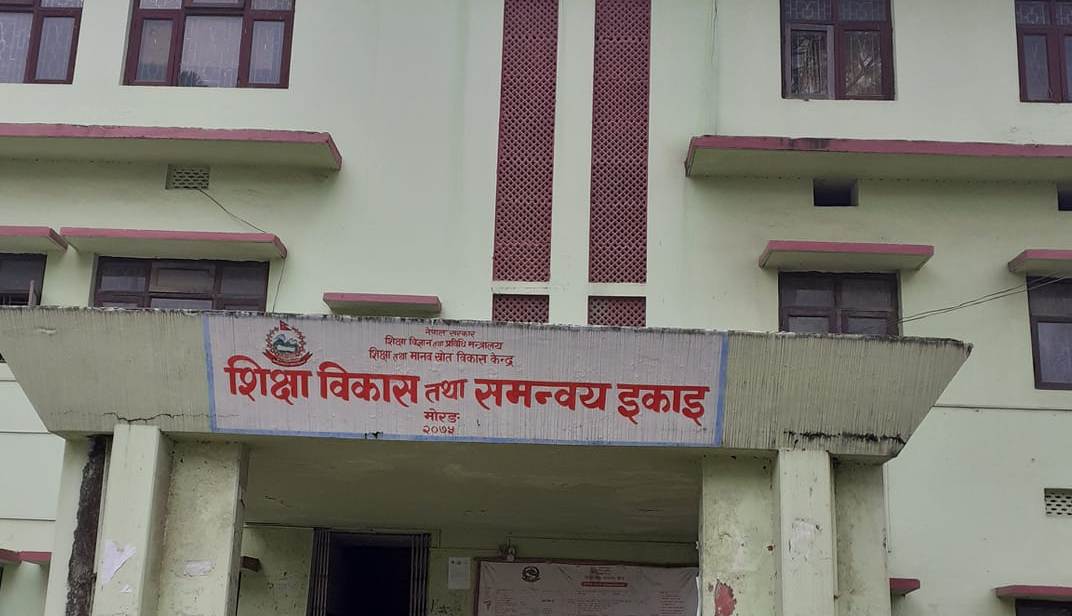 नेपाल सरकार
शिक्षा विज्ञान तथा प्रविधि मन्त्रालय
शिक्षा तथा मानव स्रोत विकास केन्द्र
शिक्षा विकास तथा समन्वय इकाइ
मोरङ
२०७५